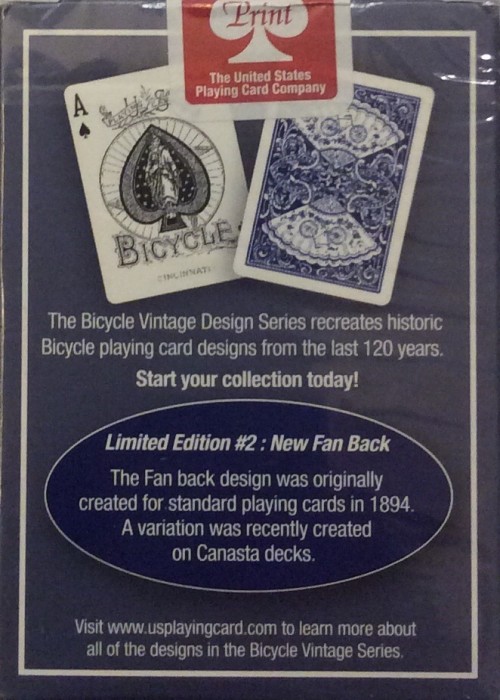 Print
The United States
Playing Card Company
A
BICYCLE
CINCINNATI
The Bicycle Vintage Design Series recreates historic
Bicycle playing card designs from the last 120 years.
Start your collection today!
Limited Edition #2 : New Fan Back
The Fan back design was originally
created for standard playing cards in 1894.
A variation was recently created
on Canasta decks.
Visit www.usplayingcard.com to learn more about
all of the designs in the Bicycle Vintage Series.